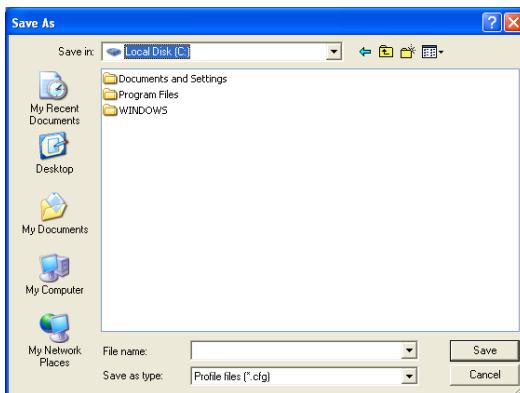 Save As
Save in:
Local Disk (C:)
My Recent
Documents
Desktop
My Documents
My Computer
My Network
Places
Documents and Settings
Program Files
WINDOWS
File name:
Save
Save as type:
Profile files (*.cfg)
Cancel